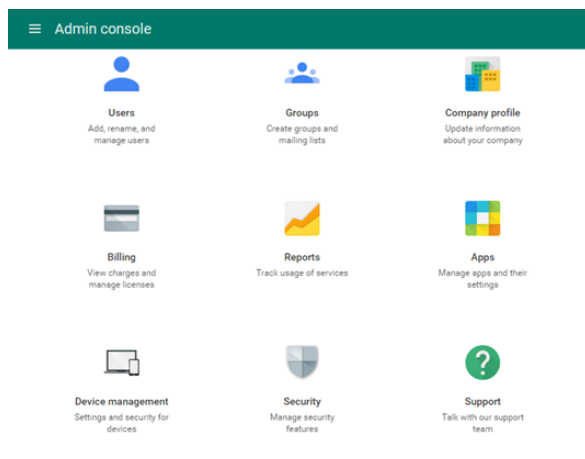 Admin console
Users
Add, rename, and
manage users
Groups
Create groups and
mailing lists
Company profile
Update information
about your company
Billing
View charges and
manage licenses
Reports
Track usage of services
Apps
Manage apps and their
settings
Device management
Settings and security for
devices
Security
Manage security
features
?
Support
Talk with our support
team